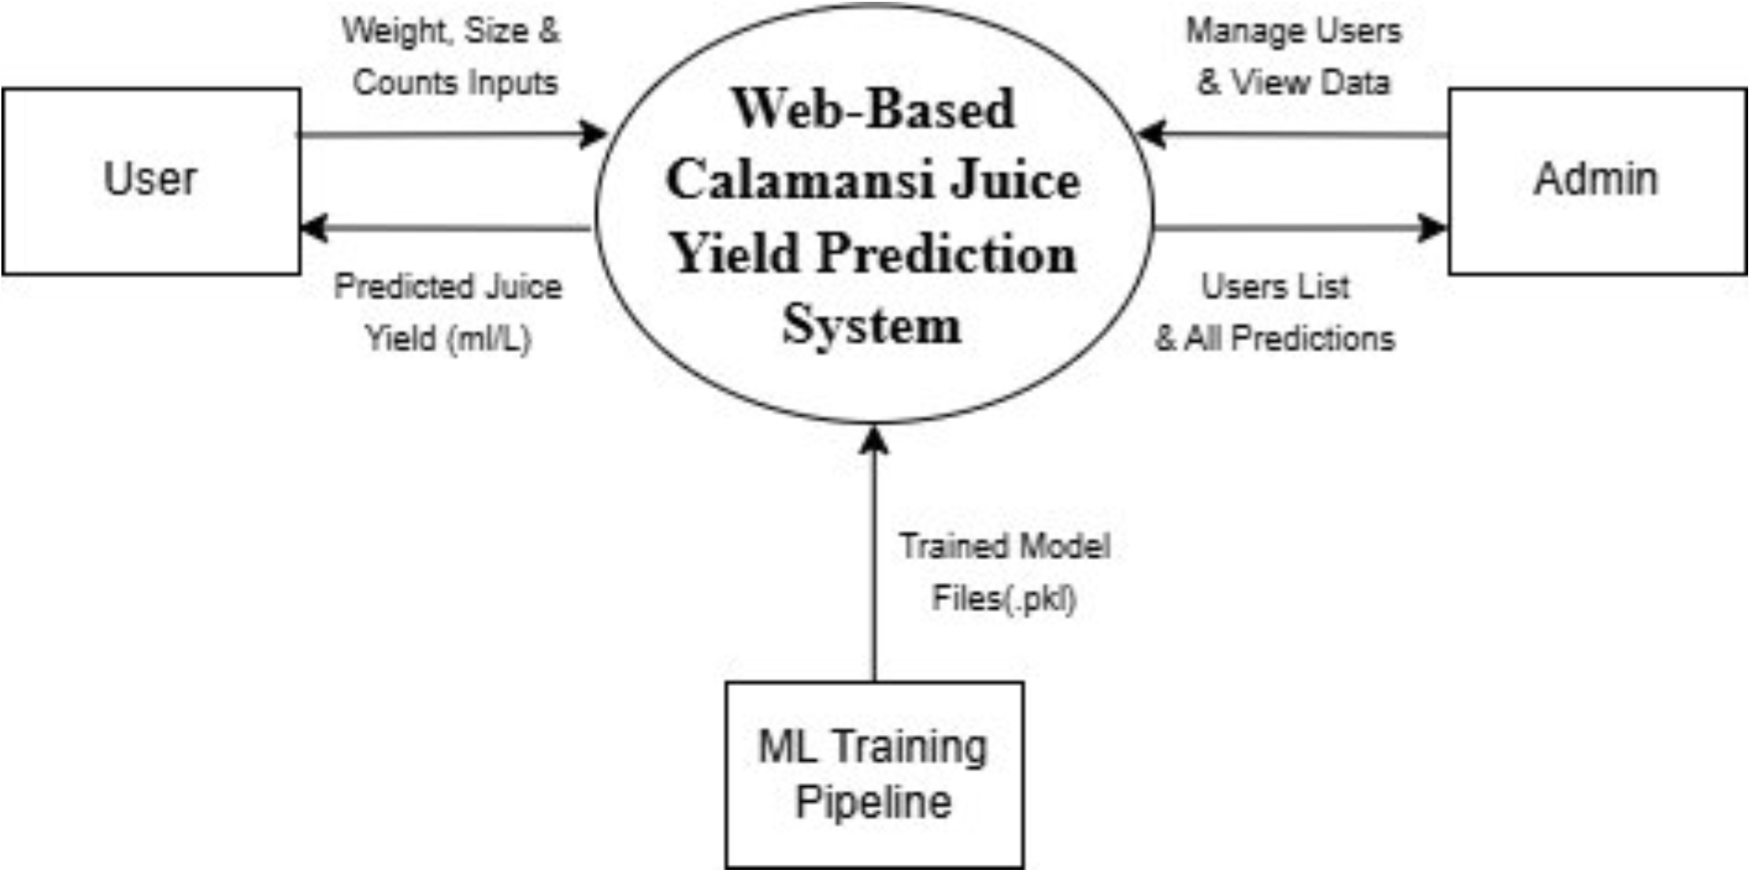 Weight, Size &
Counts Inputs
Manage Users
& View Data
User
Web-Based
Calamansi Juice
Yield Prediction
System
Admin
Predicted Juice
Yield (ml/L)
Users List
& All Predictions
Trained Model
Files(.pkl)
ML Training
Pipeline